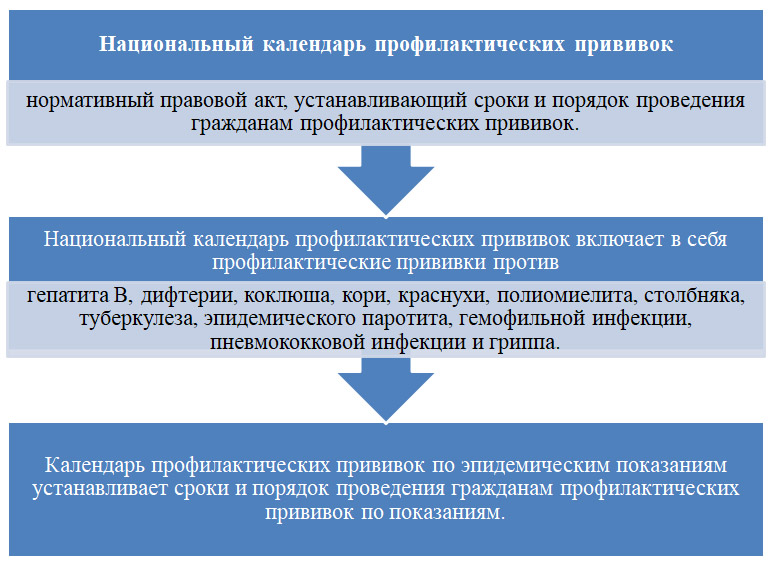 Национальный календарь профилактических прививок
нормативный правовой акт, устанавливающий сроки и порядок проведения
гражданам профилактических прививок.
Национальный календарь профилактических прививок включает в себя
профилактические прививки против
гепатита В, дифтерии, коклюша, кори, краснухи, полиомиелита, столбняка,
туберкулеза, эпидемического паротита, гемофильной инфекции,
пневмококковой инфекции и гриппа.
Календарь профилактических прививок по эпидемическим показаниям
устанавливает сроки и порядок проведения гражданам профилактических
прививок по показаниям.